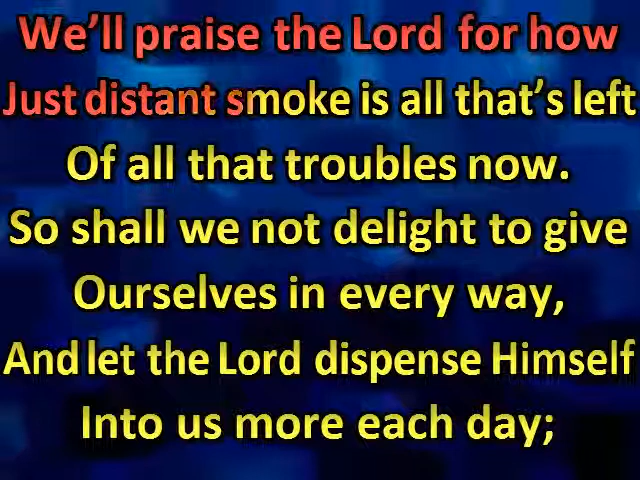 We'll praise the Lord for how
Just distant smoke is all that's left
Of all that troubles now.
So shall we not delight to give
Ourselves in every way,
And let the Lord dispense Himself
Into us more each day;